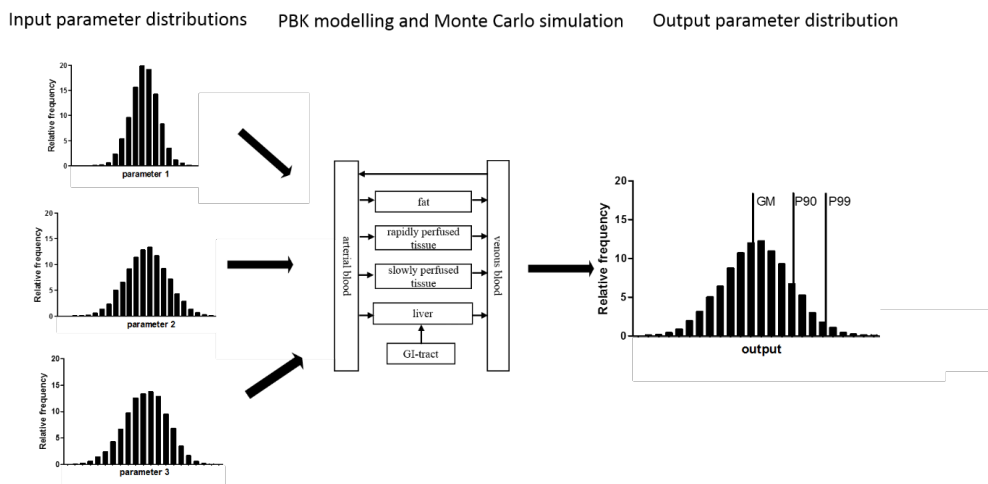 Input parameter distributions
PBK modelling and Monte Carlo simulation
Output parameter distribution
Relative frequency
20
15
10
5
0
parameter 1
Relative frequency
20
15
10
5
0
parameter 2
Relative frequency
20
15
10
5
0
parameter 3
arterial blood
fat
rapidly perfused
tissue
slowly perfused
tissue
liver
GI-tract
venous blood
Relative frequency
20
15
10
5
0
GM
P90
P99
output